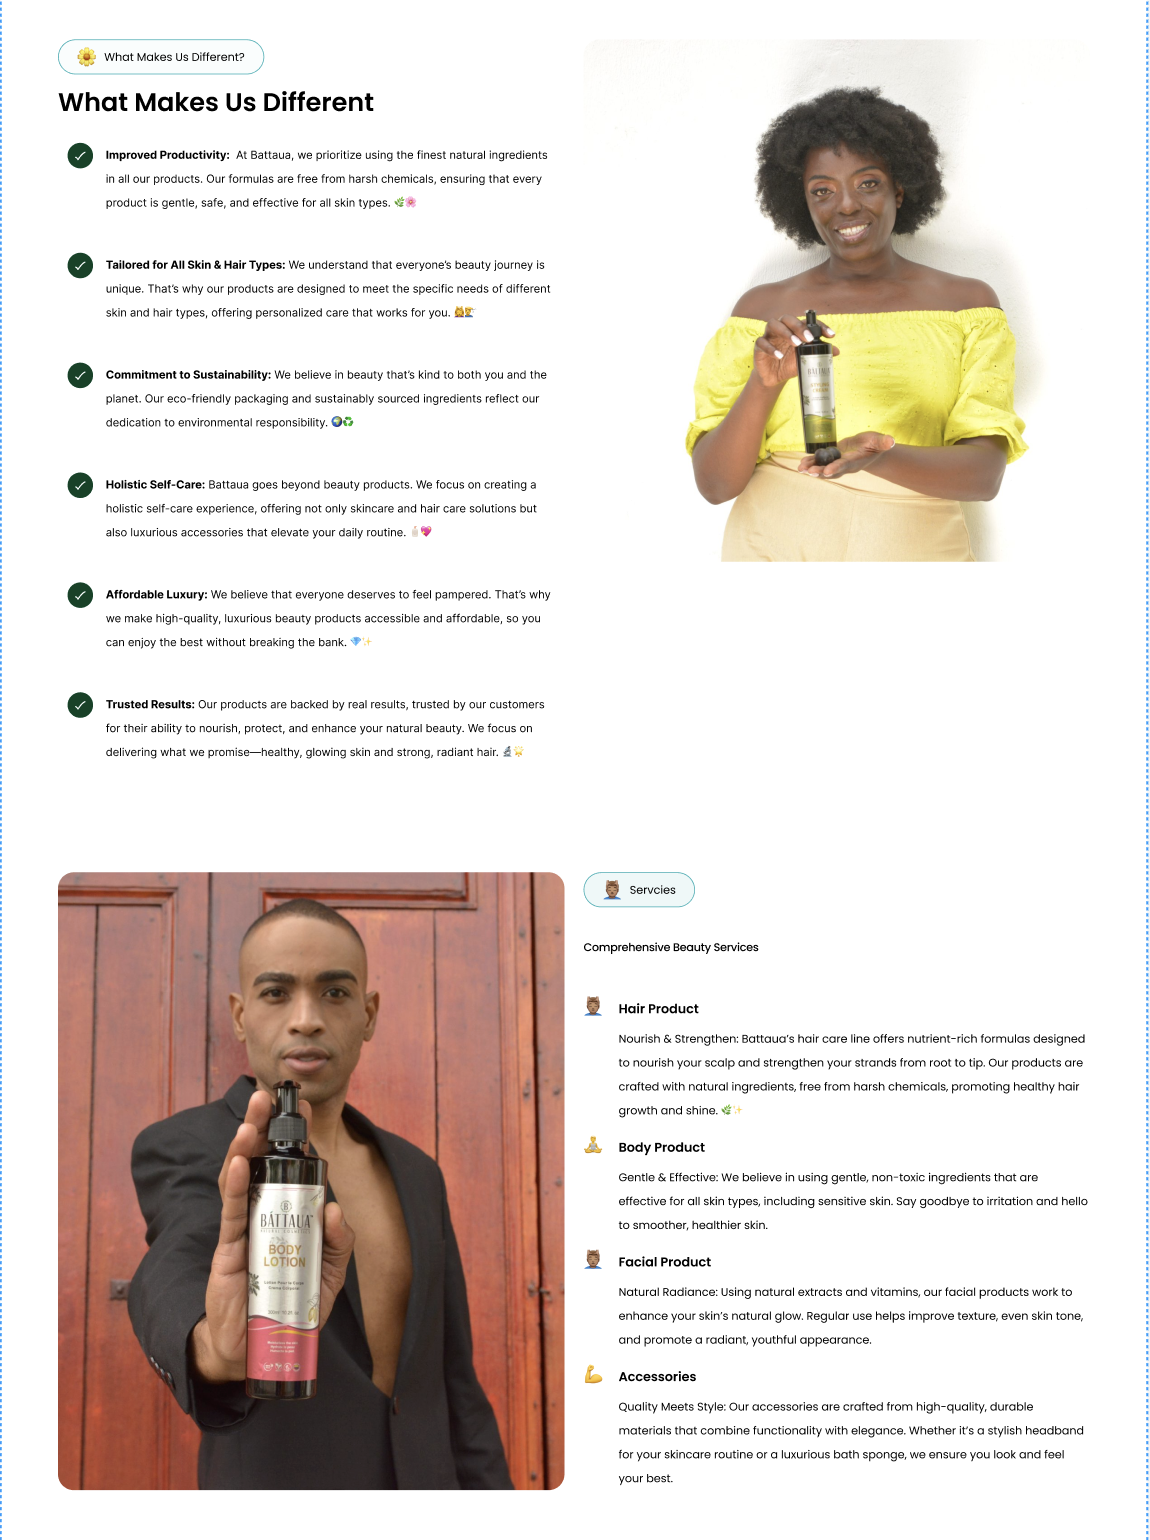 What Makes Us Different?
What Makes Us Different
Improved Productivity: At Battaua, we prioritize using the finest natural ingredients
in all our products. Our formulas are free from harsh chemicals, ensuring that every
product is gentle, safe, and effective for all skin types. 🌿🌸
Tailored for All Skin & Hair Types: We understand that everyone's beauty journey is
unique. That's why our products are designed to meet the specific needs of different
skin and hair types, offering personalized care that works for you.
Commitment to Sustainability: We believe in beauty that's kind to both you and the
planet. Our eco-friendly packaging and sustainably sourced ingredients reflect our
dedication to environmental responsibility. 🌍♻️
Holistic Self-Care: Battaua goes beyond beauty products. We focus on creating a
holistic self-care experience, offering not only skincare and hair care solutions but
also luxurious accessories that elevate your daily routine. 🕯️💖
Affordable Luxury: We believe that everyone deserves to feel pampered. That's why
we make high-quality, luxurious beauty products accessible and affordable, so you
can enjoy the best without breaking the bank. 💎✨
Trusted Results: Our products are backed by real results, trusted by our customers
for their ability to nourish, protect, and enhance your natural beauty. We focus on
delivering what we promise—healthy, glowing skin and strong, radiant hair. 🔬🌟
BATTAUA
BÁTTAUA
BODY
LOTION
Servcies
Comprehensive Beauty Services
Hair Product
Nourish & Strengthen: Battaua's hair care line offers nutrient-rich formulas designed
to nourish your scalp and strengthen your strands from root to tip. Our products are
crafted with natural ingredients, free from harsh chemicals, promoting healthy hair
growth and shine. 🌿✨
Body Product
Gentle & Effective: We believe in using gentle, non-toxic ingredients that are
effective for all skin types, including sensitive skin. Say goodbye to irritation and hello
to smoother, healthier skin.
Facial Product
Natural Radiance: Using natural extracts and vitamins, our facial products work to
enhance your skin's natural glow. Regular use helps improve texture, even skin tone,
and promote a radiant, youthful appearance.
Accessories
Quality Meets Style: Our accessories are crafted from high-quality, durable
materials that combine functionality with elegance. Whether it's a stylish headband
for your skincare routine or a luxurious bath sponge, we ensure you look and feel
your best.